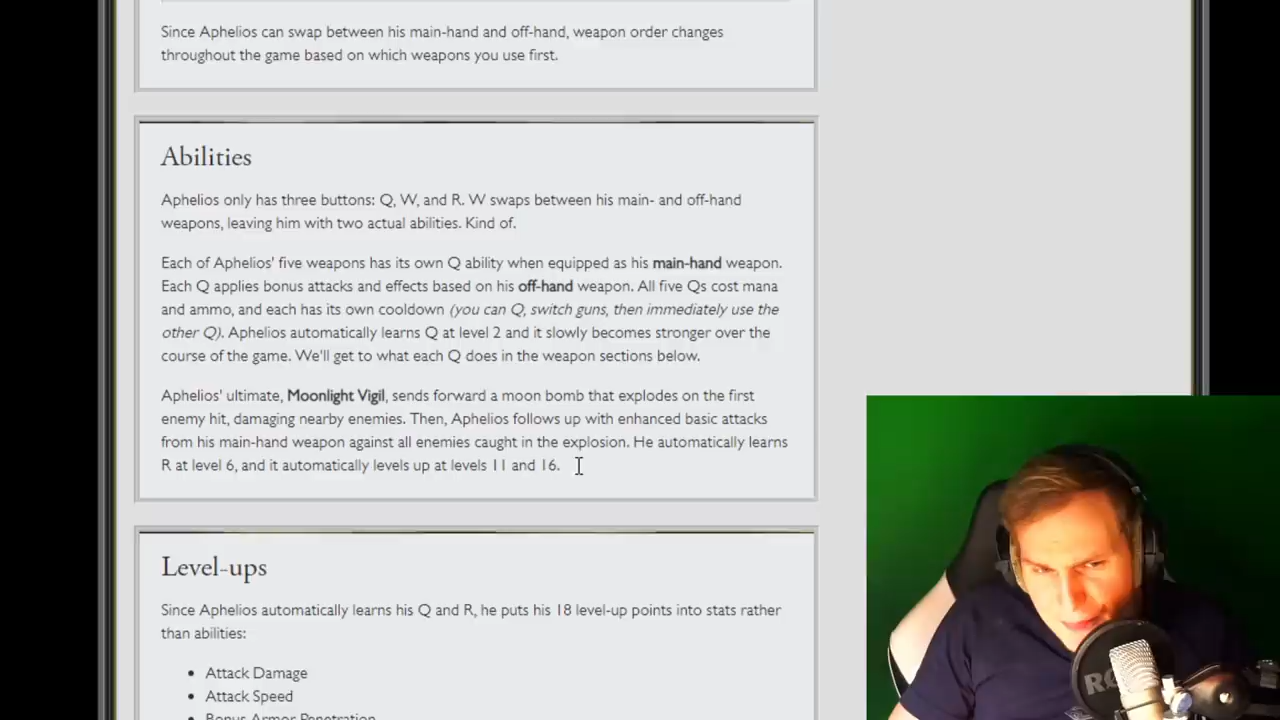 Since Aphelios can swap between his main-hand and off-hand, weapon order changes
throughout the game based on which weapons you use first.
Abilities
Aphelios only has three buttons: Q, W, and R. W swaps between his main- and off-hand
weapons, leaving him with two actual abilities. Kind of.
Each of Aphelios' five weapons has its own Q ability when equipped as his main-hand weapon.
Each Q applies bonus attacks and effects based on his off-hand weapon. All five Qs cost mana
and ammo, and each has its own cooldown (you can Q, switch guns, then immediately use the
other Q). Aphelios automatically learns Q at level 2 and it slowly becomes stronger over the
course of the game. We'll get to what each Q does in the weapon sections below.
Aphelios' ultimate, Moonlight Vigil, sends forward a moon bomb that explodes on the first
enemy hit, damaging nearby enemies. Then, Aphelios follows up with enhanced basic attacks
from his main-hand weapon against all enemies caught in the explosion. He automatically learns
R at level 6, and it automatically levels up at levels 11 and 16.
Level-ups
Since Aphelios automatically learns his Q and R, he puts his 18 level-up points into stats rather
than abilities:
• Attack Damage
• Attack Speed
• Bonus Armor Penetration